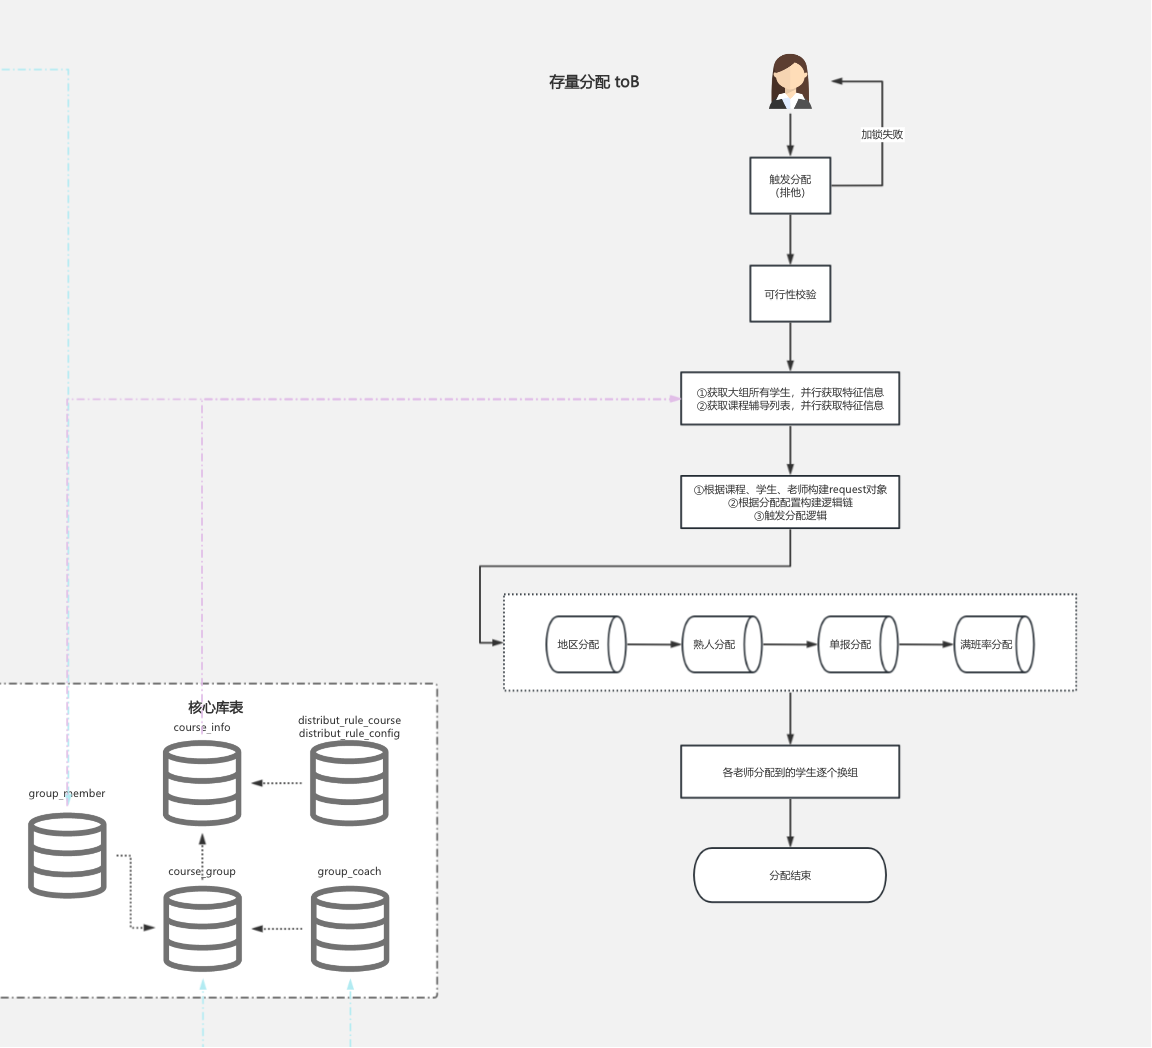 存量分配 toB
加锁失败
触发分配
（排他）
可行性校验
①获取大组所有学生，并行获取特征信息
②获取课程辅导列表，并行获取特征信息
①根据课程、学生、老师构建request对象
②根据分配配置构建逻辑链
③触发分配逻辑
地区分配
熟人分配
单报分配
满班率分配
各老师分配到的学生逐个换组
分配结束
核心库表
course_info
distribut_rule_course
distribut_rule_config
group_member
course_group
group_coach